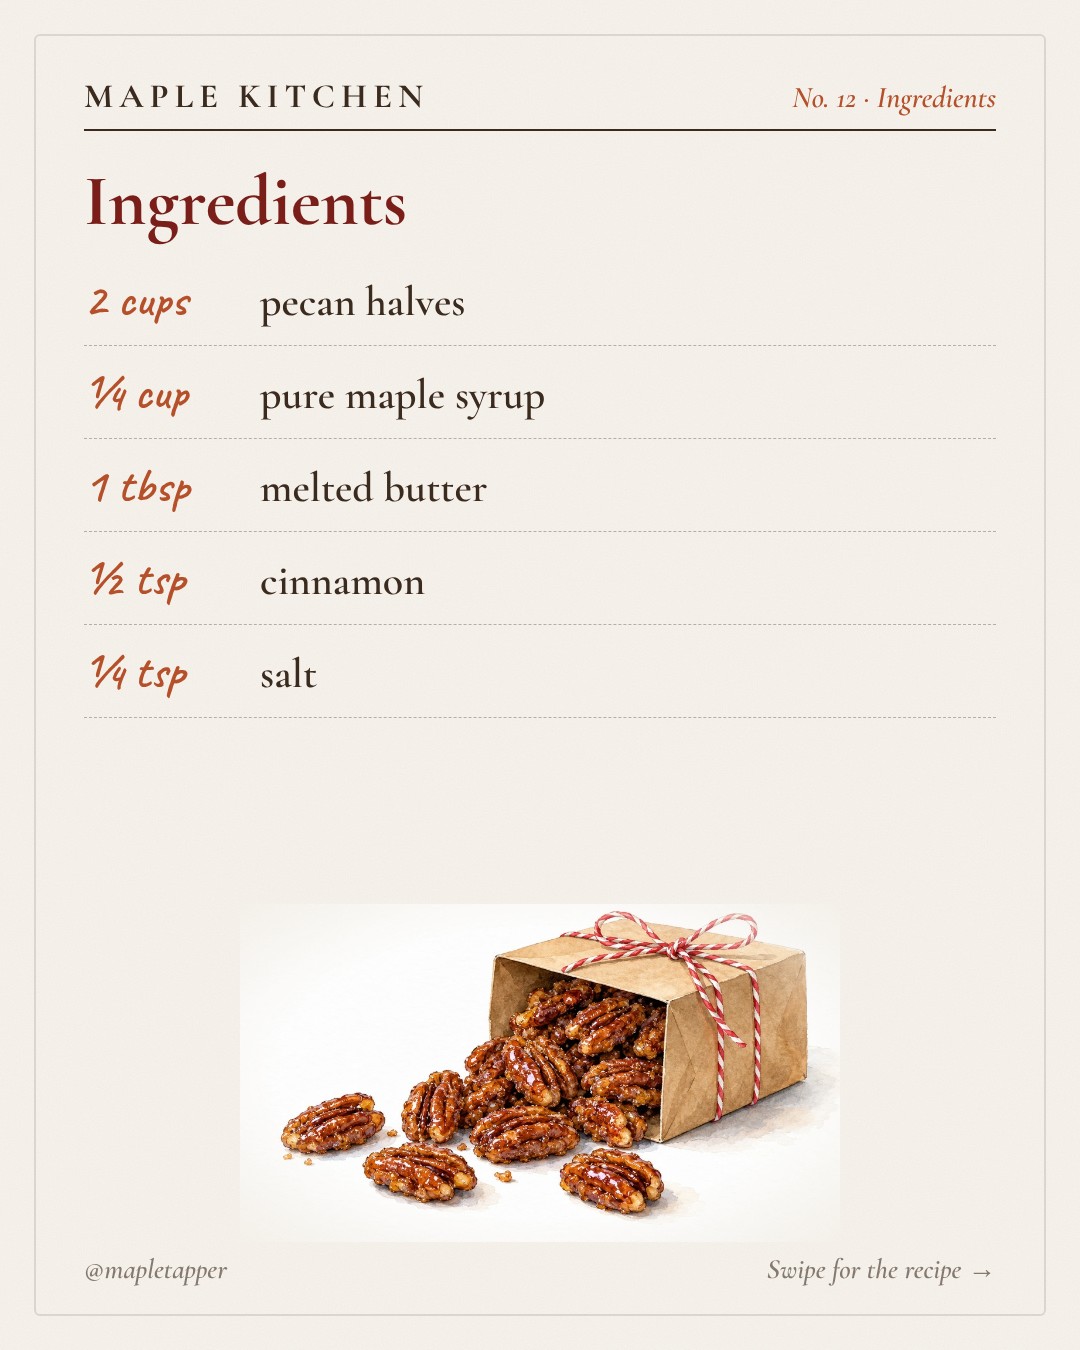 MAPLE KITCHEN
No. 12 · Ingredients
Ingredients
2 cups pecan halves
¼ cup pure maple syrup
1 tbsp melted butter
½ tsp cinnamon
¼ tsp salt
@mapletapper
Swipe for the recipe →